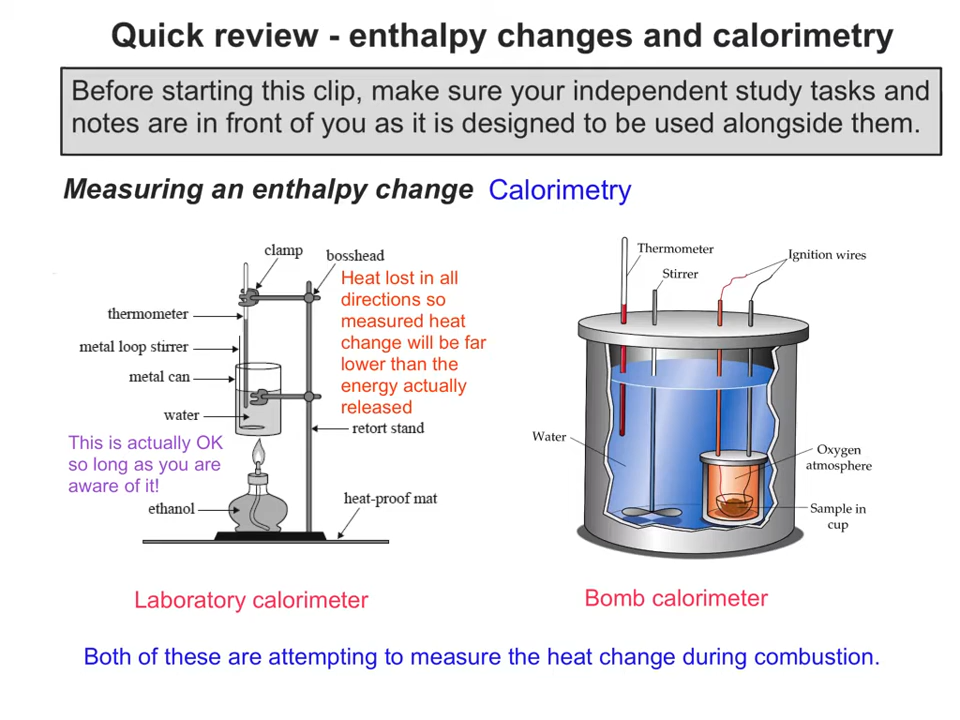 Quick review - enthalpy changes and calorimetry
Before starting this clip, make sure your independent study tasks and
notes are in front of you as it is designed to be used alongside them.
Measuring an enthalpy change Calorimetry
clamp
bosshead
Heat lost in all
directions so
measured heat
change will be far
lower than the
energy actually
released
thermometer
metal loop stirrer
metal can
water
retort stand
This is actually OK
so long as you are
aware of it!
ethanol
heat-proof mat
Laboratory calorimeter
Thermometer
Stirrer
Ignition wires
Water
Oxygen
atmosphere
Sample in
cup
Bomb calorimeter
Both of these are attempting to measure the heat change during combustion.